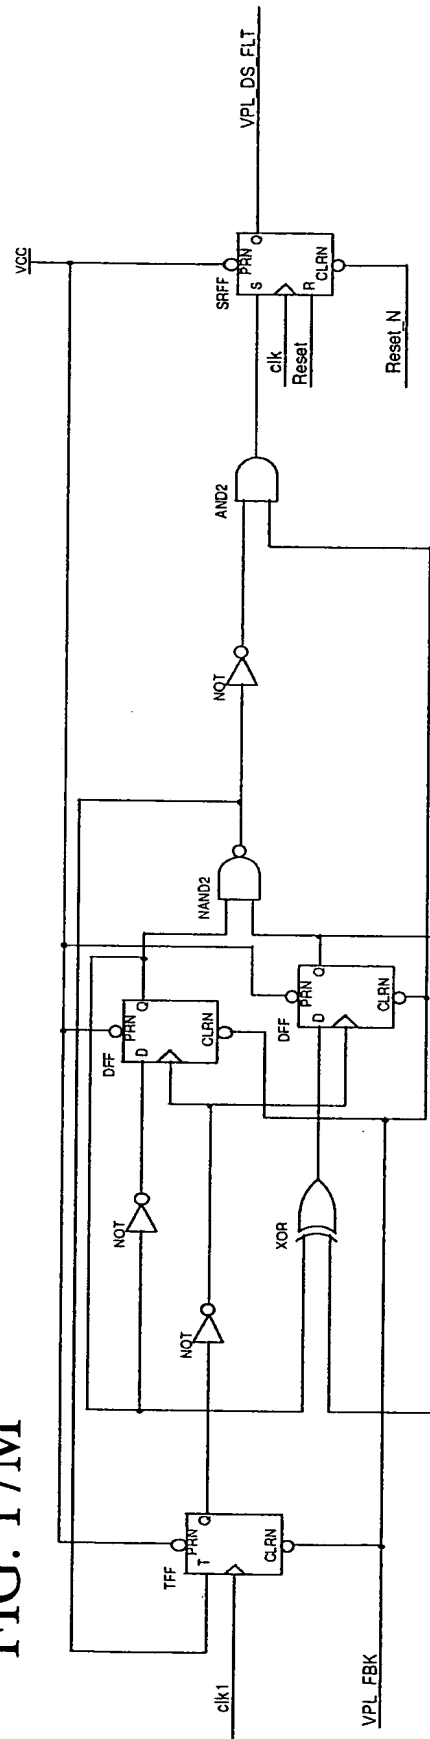 FIG. 17M
VCC
TFF
PRN
T
Q
CLRN
clk1
VPL_FBK
NOT
NOT
XOR
DFF
PRN
D
Q
CLRN
DFF
PRN
D
Q
CLRN
NAND2
NOT
AND2
SRFF
PRN
S
Q
R
CLRN
clk
Reset
Reset_N
VPL_DS_FLT